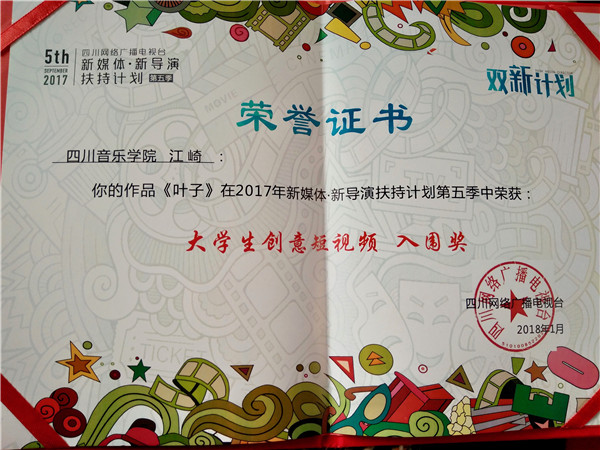 5th
SEPTEMBER
2017
四川网络广播电视台
新媒体·新导演
扶持计划 第五季
双新计划
荣誉证书
四川音乐学院 江崎 :
你的作品《叶子》在2017年新媒体·新导演扶持计划第五季中荣获:
大学生创意短视频 入围奖
四川网络广播电视台
四川网络广播电视台
2018年1月